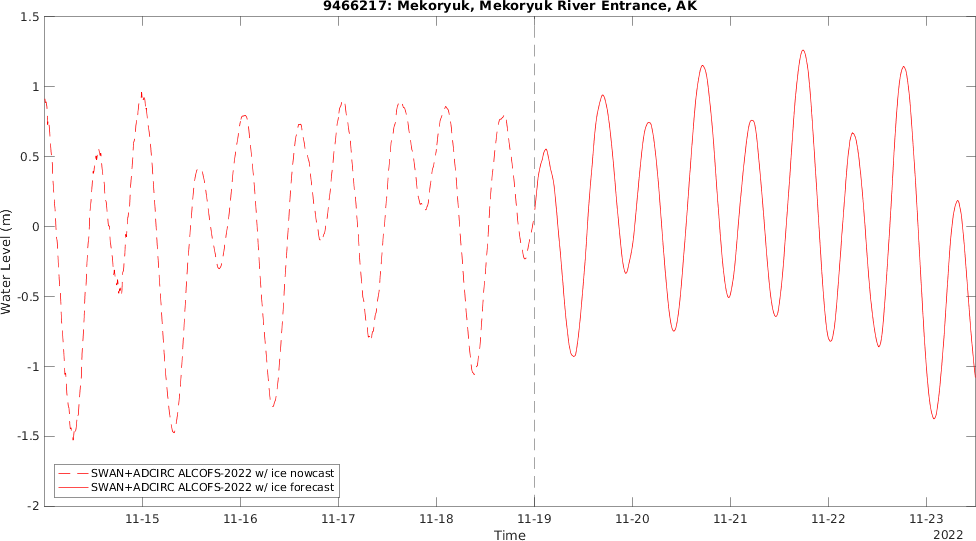 9466217: Mekoryuk, Mekoryuk River Entrance, AK
1.5
1
0.5
0
-0.5
-1
-1.5
-2
Water Level (m)
SWAN+ADCIRC ALCOFS-2022 w/ ice nowcast
SWAN+ADCIRC ALCOFS-2022 w/ ice forecast
11-15 11-16 11-17 11-18 11-19 11-20 11-21 11-22 11-23
Time
2022